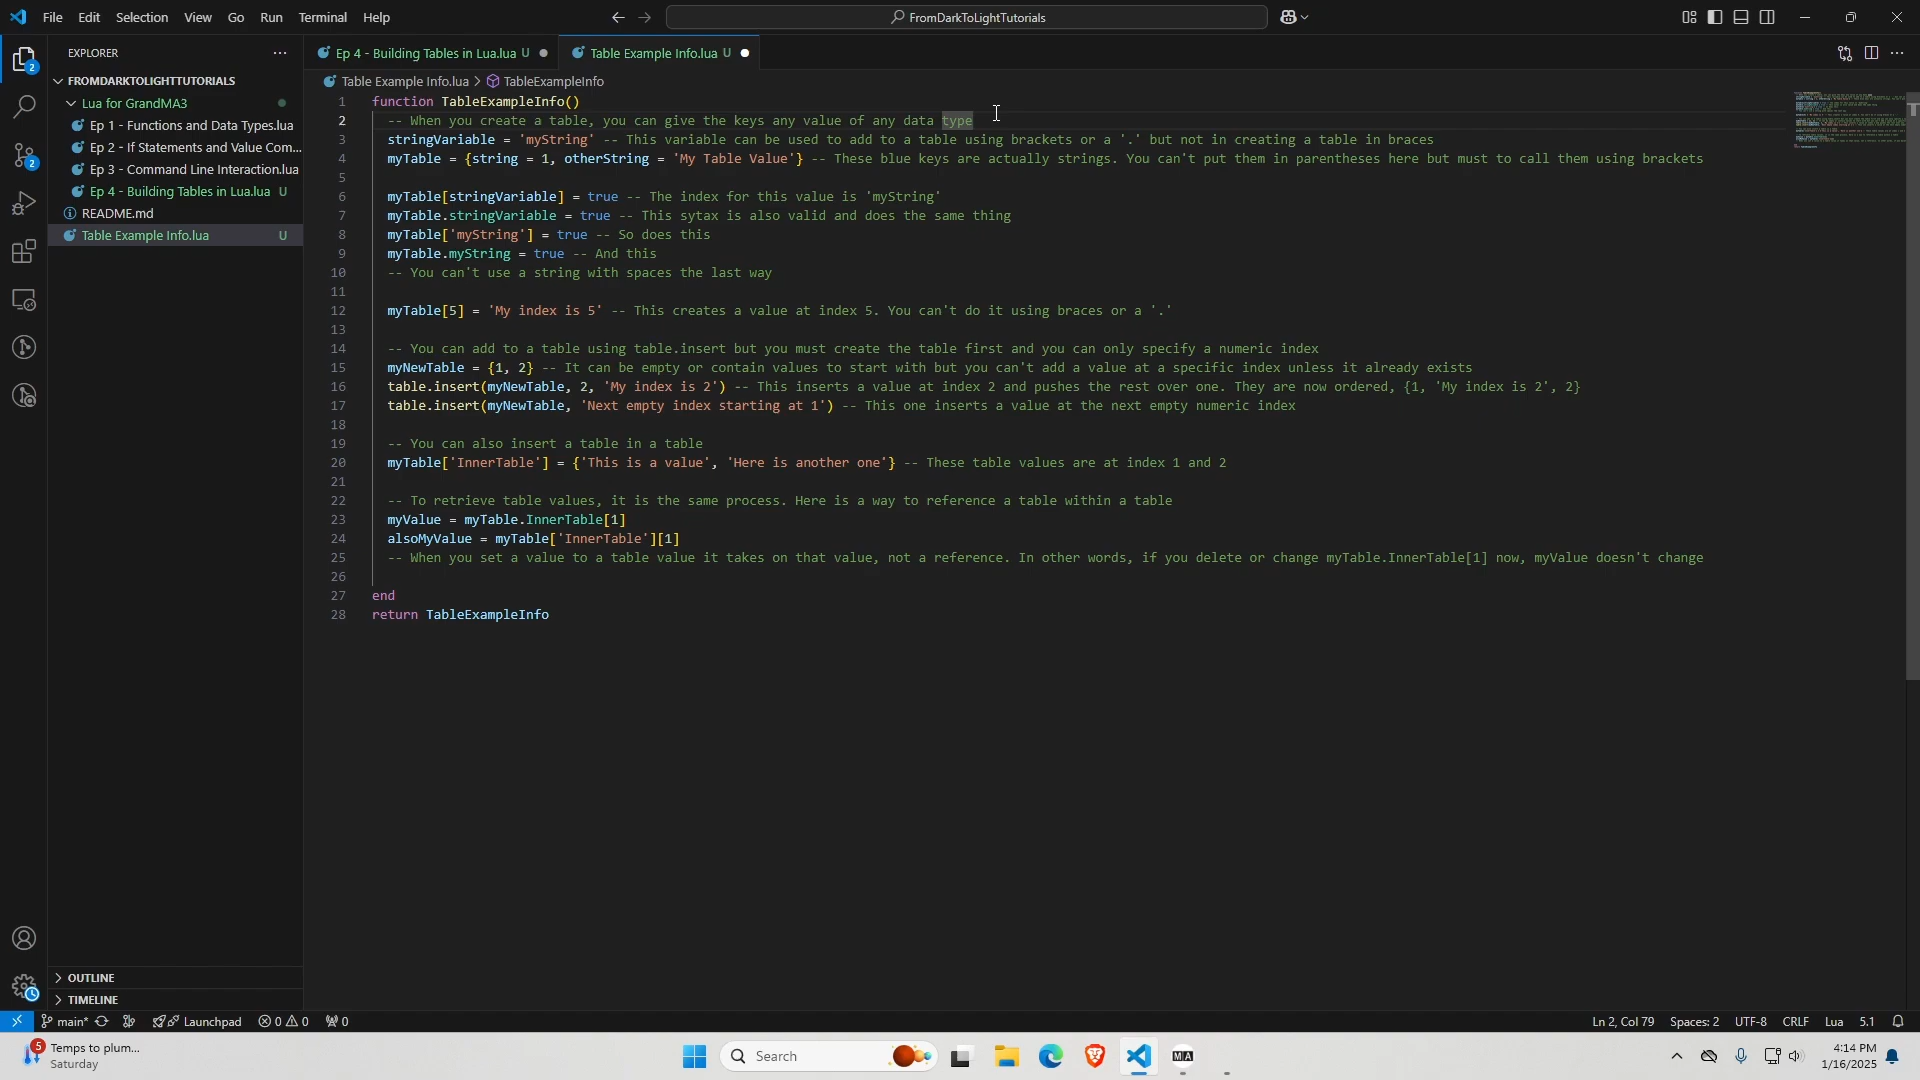 File Edit Selection View Go Run Terminal Help
FromDarkToLightTutorials
EXPLORER
FROMDARKTOLIGHTTUTORIALS
Lua for GrandMA3
Ep 1 - Functions and Data Types.lua
Ep 2 - If Statements and Value Com...
Ep 3 - Command Line Interaction.lua
Ep 4 - Building Tables in Lua.lua U
README.md
Table Example Info.lua U
OUTLINE
TIMELINE
2
2
Ep 4 - Building Tables in Lua.lua U
Table Example Info.lua U
Table Example Info.lua > TableExampleInfo
1 function TableExampleInfo()
2 -- When you create a table, you can give the keys any value of any data type
3 stringVariable = 'myString' -- This variable can be used to add to a table using brackets or a '.' but not in creating a table in braces
4 myTable = {string = 1, otherString = 'My Table Value'} -- These blue keys are actually strings. You can't put them in parentheses here but must to call them using brackets
5
6 myTable[stringVariable] = true -- The index for this value is 'myString'
7 myTable.stringVariable = true -- This sytax is also valid and does the same thing
8 myTable['myString'] = true -- So does this
9 myTable.myString = true -- And this
10 -- You can't use a string with spaces the last way
11
12 myTable[5] = 'My index is 5' -- This creates a value at index 5. You can't do it using braces or a '.'
13
14 -- You can add to a table using table.insert but you must create the table first and you can only specify a numeric index
15 myNewTable = {1, 2} -- It can be empty or contain values to start with but you can't add a value at a specific index unless it already exists
16 table.insert(myNewTable, 2, 'My index is 2') -- This inserts a value at index 2 and pushes the rest over one. They are now ordered, {1, 'My index is 2', 2}
17 table.insert(myNewTable, 'Next empty index starting at 1') -- This one inserts a value at the next empty numeric index
18
19 -- You can also insert a table in a table
20 myTable['InnerTable'] = {'This is a value', 'Here is another one'} -- These table values are at index 1 and 2
21
22 -- To retrieve table values, it is the same process. Here is a way to reference a table within a table
23 myValue = myTable.InnerTable[1]
24 alsoMyValue = myTable['InnerTable'][1]
25 -- When you set a value to a table value it takes on that value, not a reference. In other words, if you delete or change myTable.InnerTable[1] now, myValue doesn't change
26
27 end
28 return TableExampleInfo
main* Launchpad 0 0 0
Ln 2, Col 79 Spaces: 2 UTF-8 CRLF Lua 5.1
5 Temps to plum...
Saturday
Search
MA
4:14 PM
1/16/2025